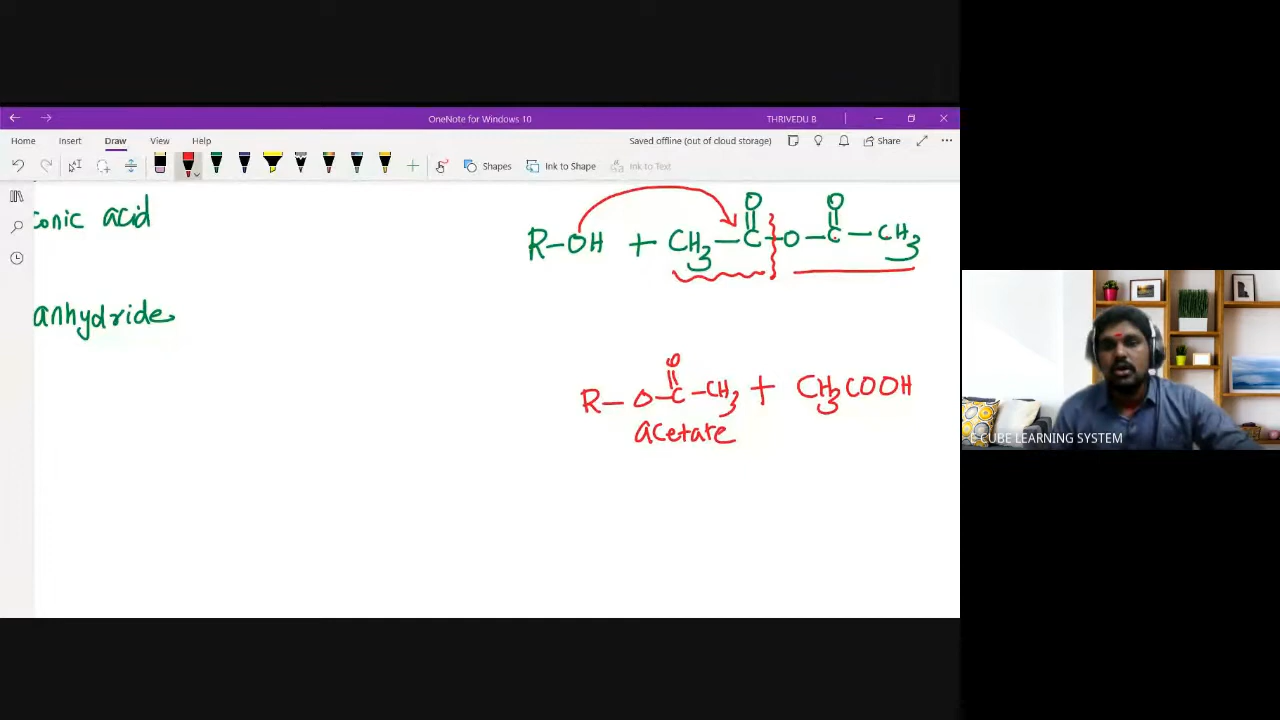 OneNote for Windows 10
THRIVEDU B
Home Insert Draw View Help
Saved offline (out of cloud storage)
Share
Shapes
Ink to Shape
Ink to Text
conic acid
O O
R-OH + CH3-C-O-C-CH3
anhydride
O
R-O-C-CH3 + CH3COOH
acetate
C CUBE LEARNING SYSTEM